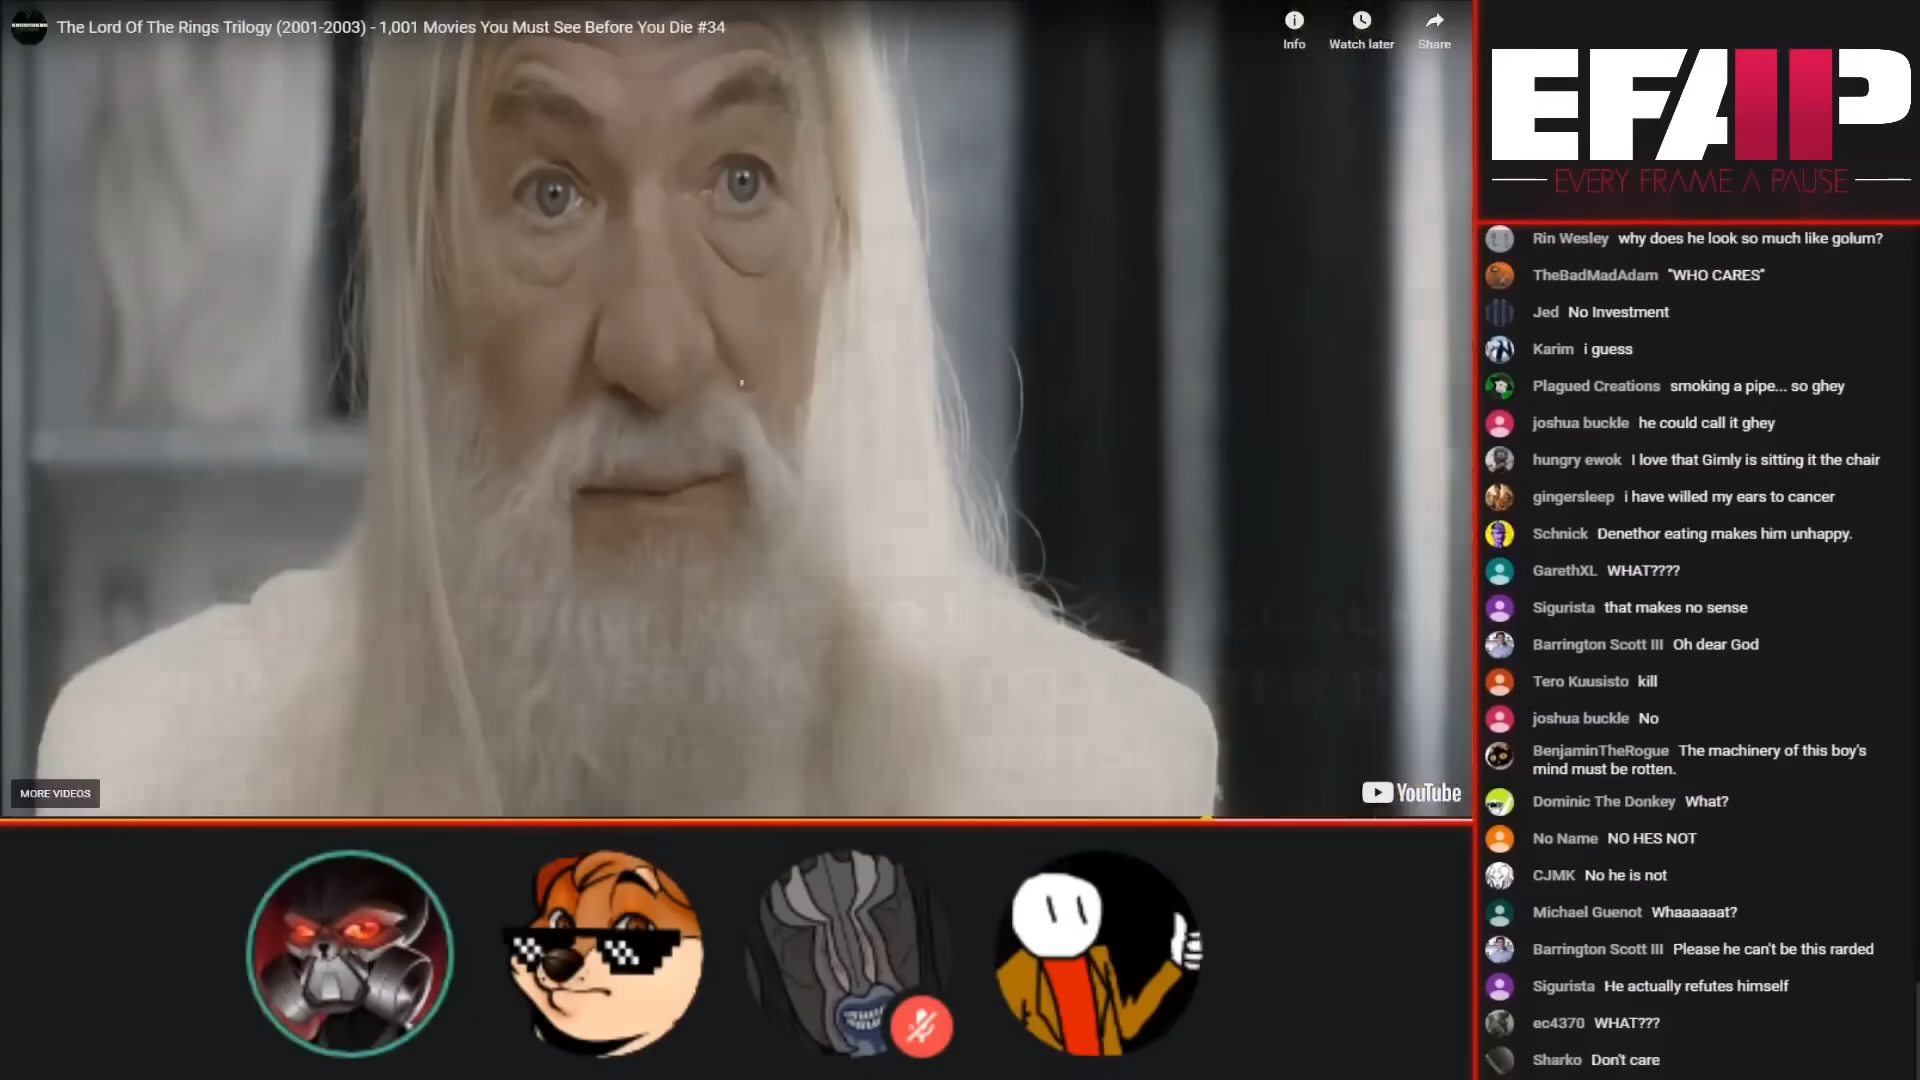 The Lord Of The Rings Trilogy (2001-2003) - 1,001 Movies You Must See Before You Die #34
Info
Watch later
Share
MORE VIDEOS
YouTube
EFAP
EVERY FRAME A PAUSE
Rin Wesley why does he look so much like golum?
TheBadMadAdam "WHO CARES"
Jed No Investment
Karim i guess
Plagued Creations smoking a pipe... so ghey
joshua buckle he could call it ghey
hungry ewok I love that Gimly is sitting it the chair
gingersleep i have willed my ears to cancer
Schnick Denethor eating makes him unhappy.
GarethXL WHAT????
Sigurista that makes no sense
Barrington Scott III Oh dear God
Tero Kuusisto kill
joshua buckle No
BenjaminTheRogue The machinery of this boy's
mind must be rotten.
Dominic The Donkey What?
No Name NO HES NOT
CJMK No he is not
Michael Guenot Whaaaaaat?
Barrington Scott III Please he can't be this rarded
Sigurista He actually refutes himself
ec4370 WHAT???
Sharko Don't care